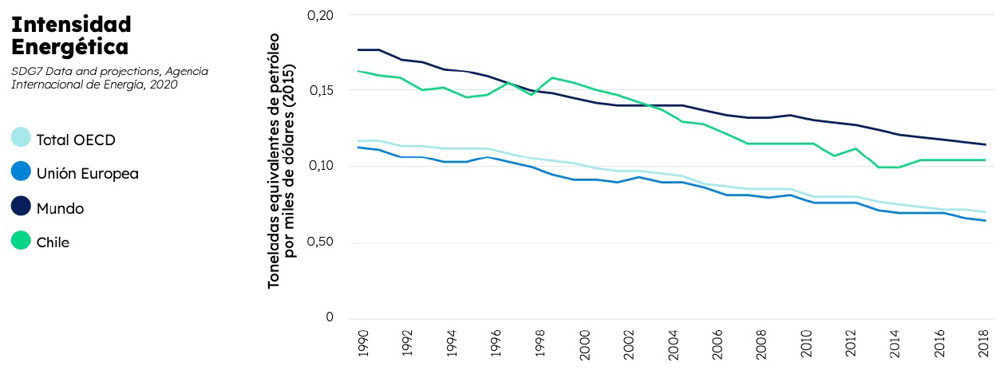 Intensidad
Energética
SDG7 Data and projections, Agencia
Internacional de Energía, 2020
Total OECD
Unión Europea
Mundo
Chile
Toneladas equivalentes de petróleo
por miles de dólares (2015)
0,20
0,15
0,10
0,50
0
1990
1992
1994
1996
1998
2000
2002
2004
2006
2008
2010
2012
2014
2016
2018